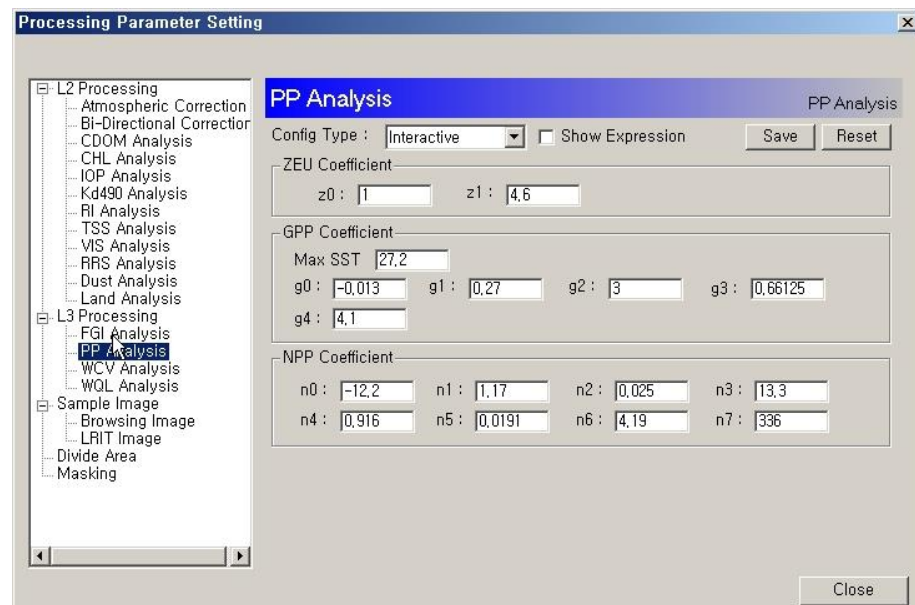 Processing Parameter Setting
L2 Processing
Atmospheric Correction
Bi-Directional Correction
CDOM Analysis
CHL Analysis
IOP Analysis
Kd490 Analysis
RI Analysis
TSS Analysis
VIS Analysis
RRS Analysis
Dust Analysis
Land Analysis
L3 Processing
FGI Analysis
PP Analysis
WCV Analysis
WQL Analysis
Sample Image
Browsing Image
LRIT Image
Divide Area
Masking
PP Analysis
PP Analysis
Config Type : Interactive Show Expression Save Reset
ZEU Coefficient
z0 : 1 z1 : 4,6
GPP Coefficient
Max SST 27,2
g0 : -0,013 g1 : 0,27 g2 : 3 g3 : 0,66125
g4 : 4,1
NPP Coefficient
n0 : -12,2 n1 : 1,17 n2 : 0,025 n3 : 13,3
n4 : 0,916 n5 : 0,0191 n6 : 4,19 n7 : 336
Close